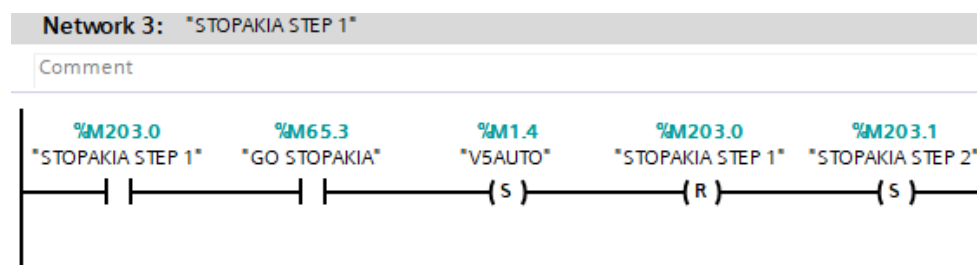 Network 3: "STOPAKIA STEP 1"
Comment
%M203.0 %M65.3 %M1.4 %M203.0 %M203.1
"STOPAKIA STEP 1" "GO STOPAKIA" "V5AUTO" "STOPAKIA STEP 1" "STOPAKIA STEP 2"
S R S